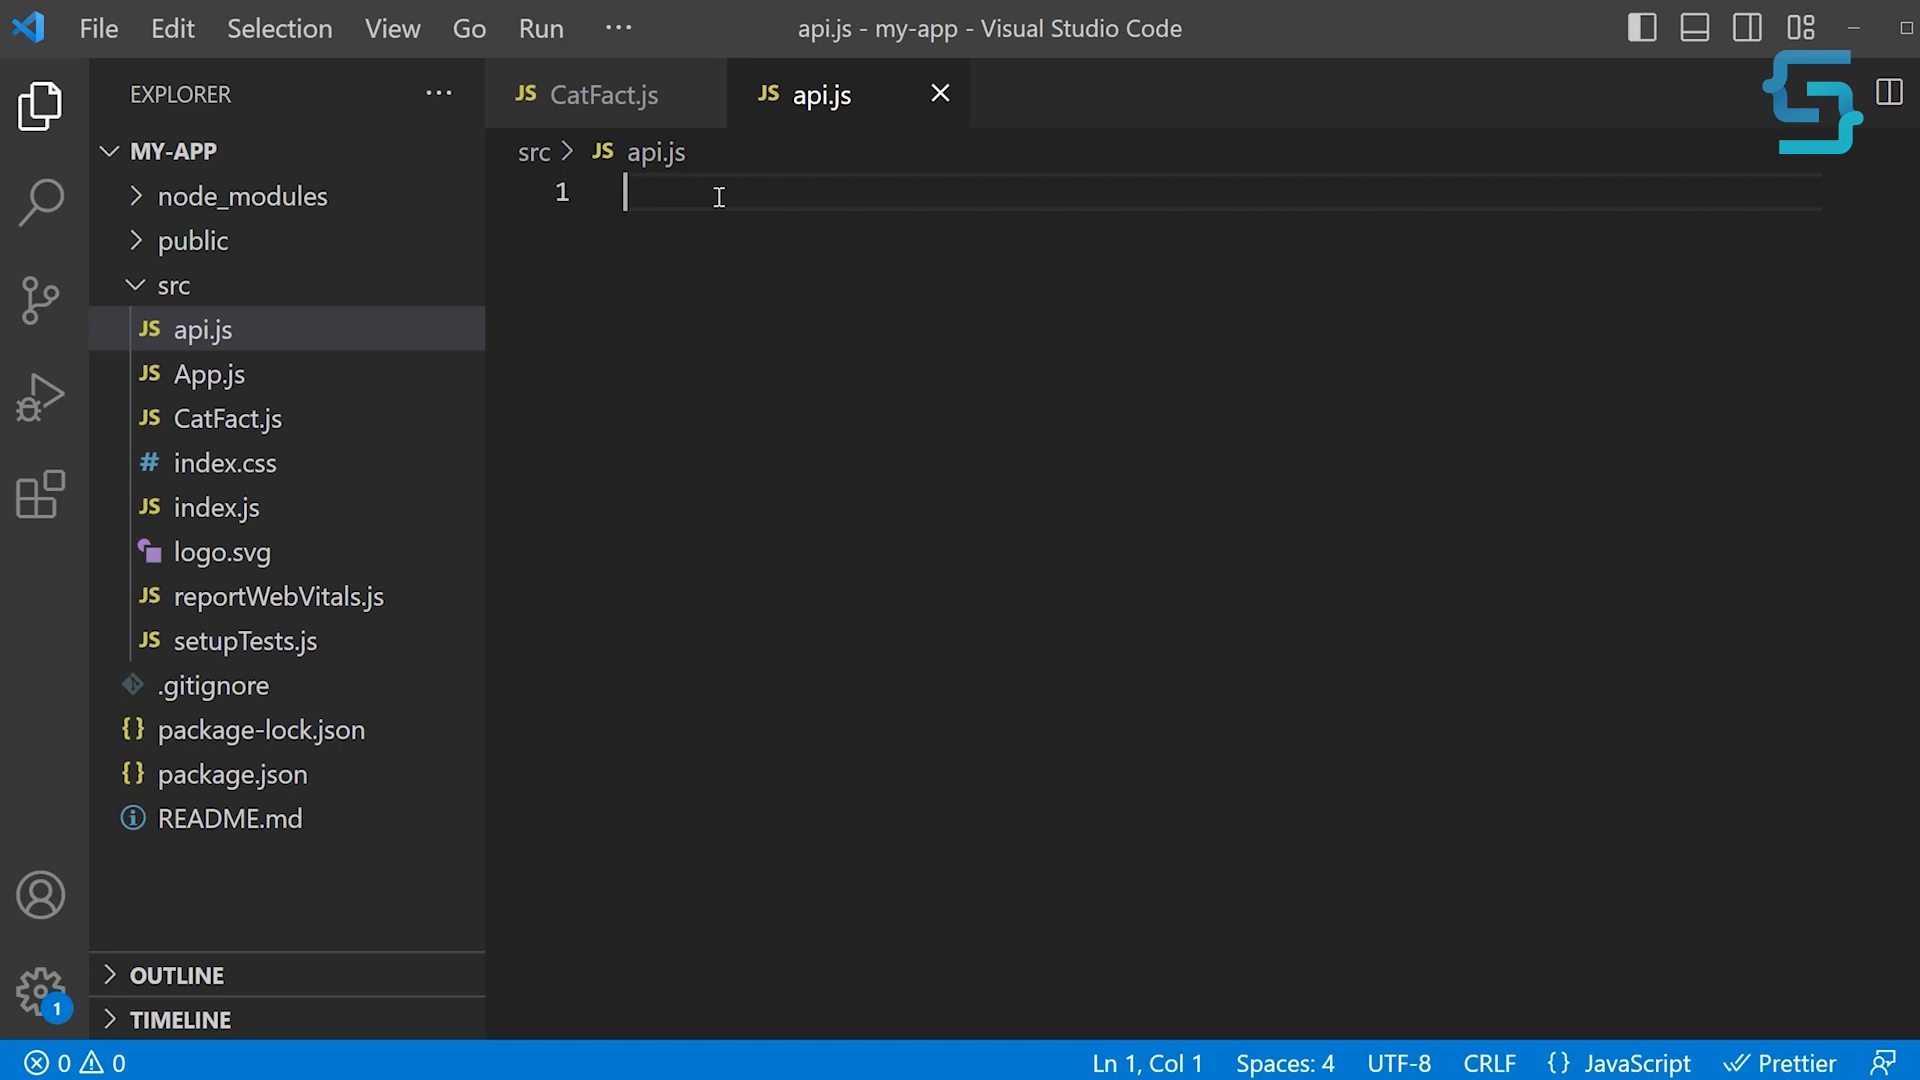 File Edit Selection View Go Run ···
api.js - my-app - Visual Studio Code
EXPLORER ···
JS CatFact.js
JS api.js
MY-APP
src > JS api.js
1
node_modules
public
src
JS api.js
JS App.js
JS CatFact.js
# index.css
JS index.js
logo.svg
JS reportWebVitals.js
JS setupTests.js
.gitignore
{} package-lock.json
{} package.json
README.md
OUTLINE
1
TIMELINE
0 0
Ln 1, Col 1 Spaces: 4 UTF-8 CRLF {} JavaScript Prettier